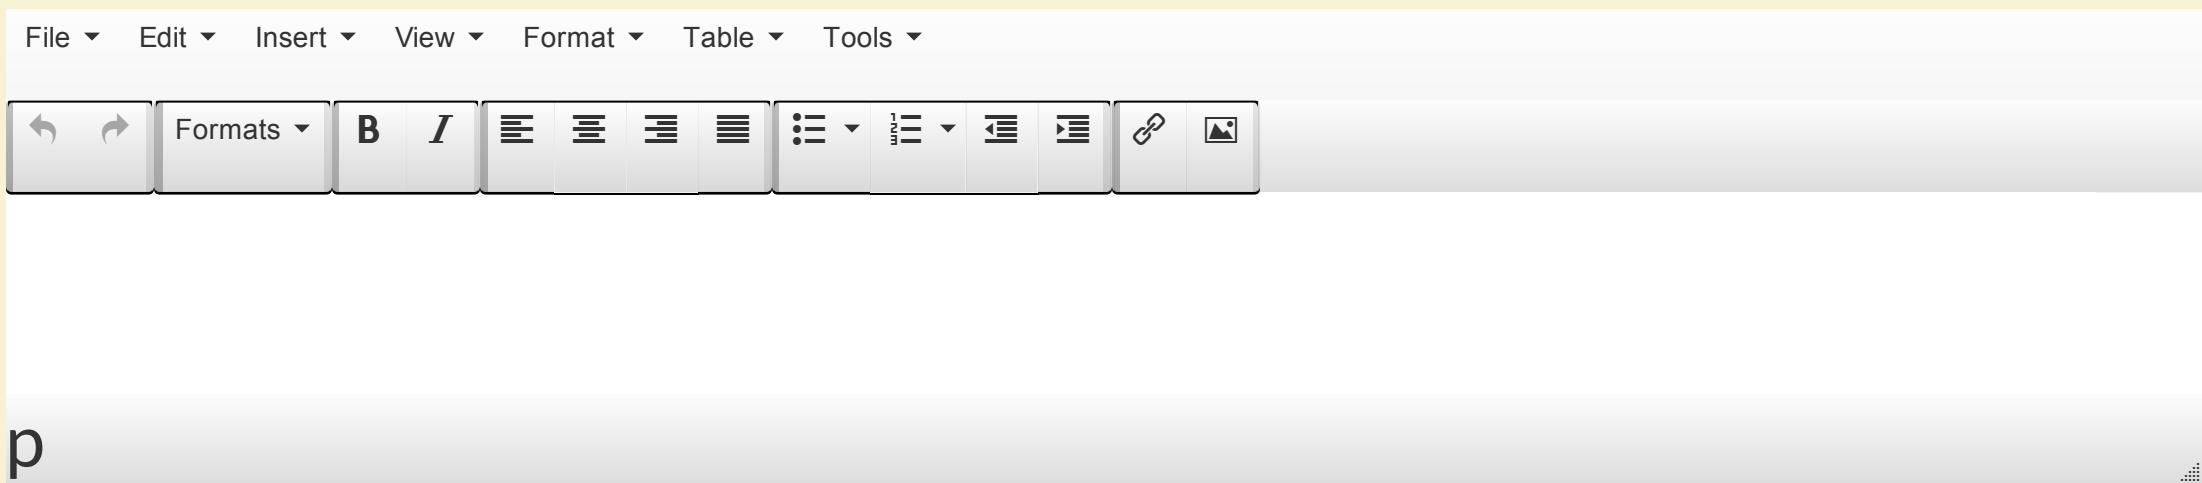 File Edit Insert View Format Table Tools
Formats B I
p